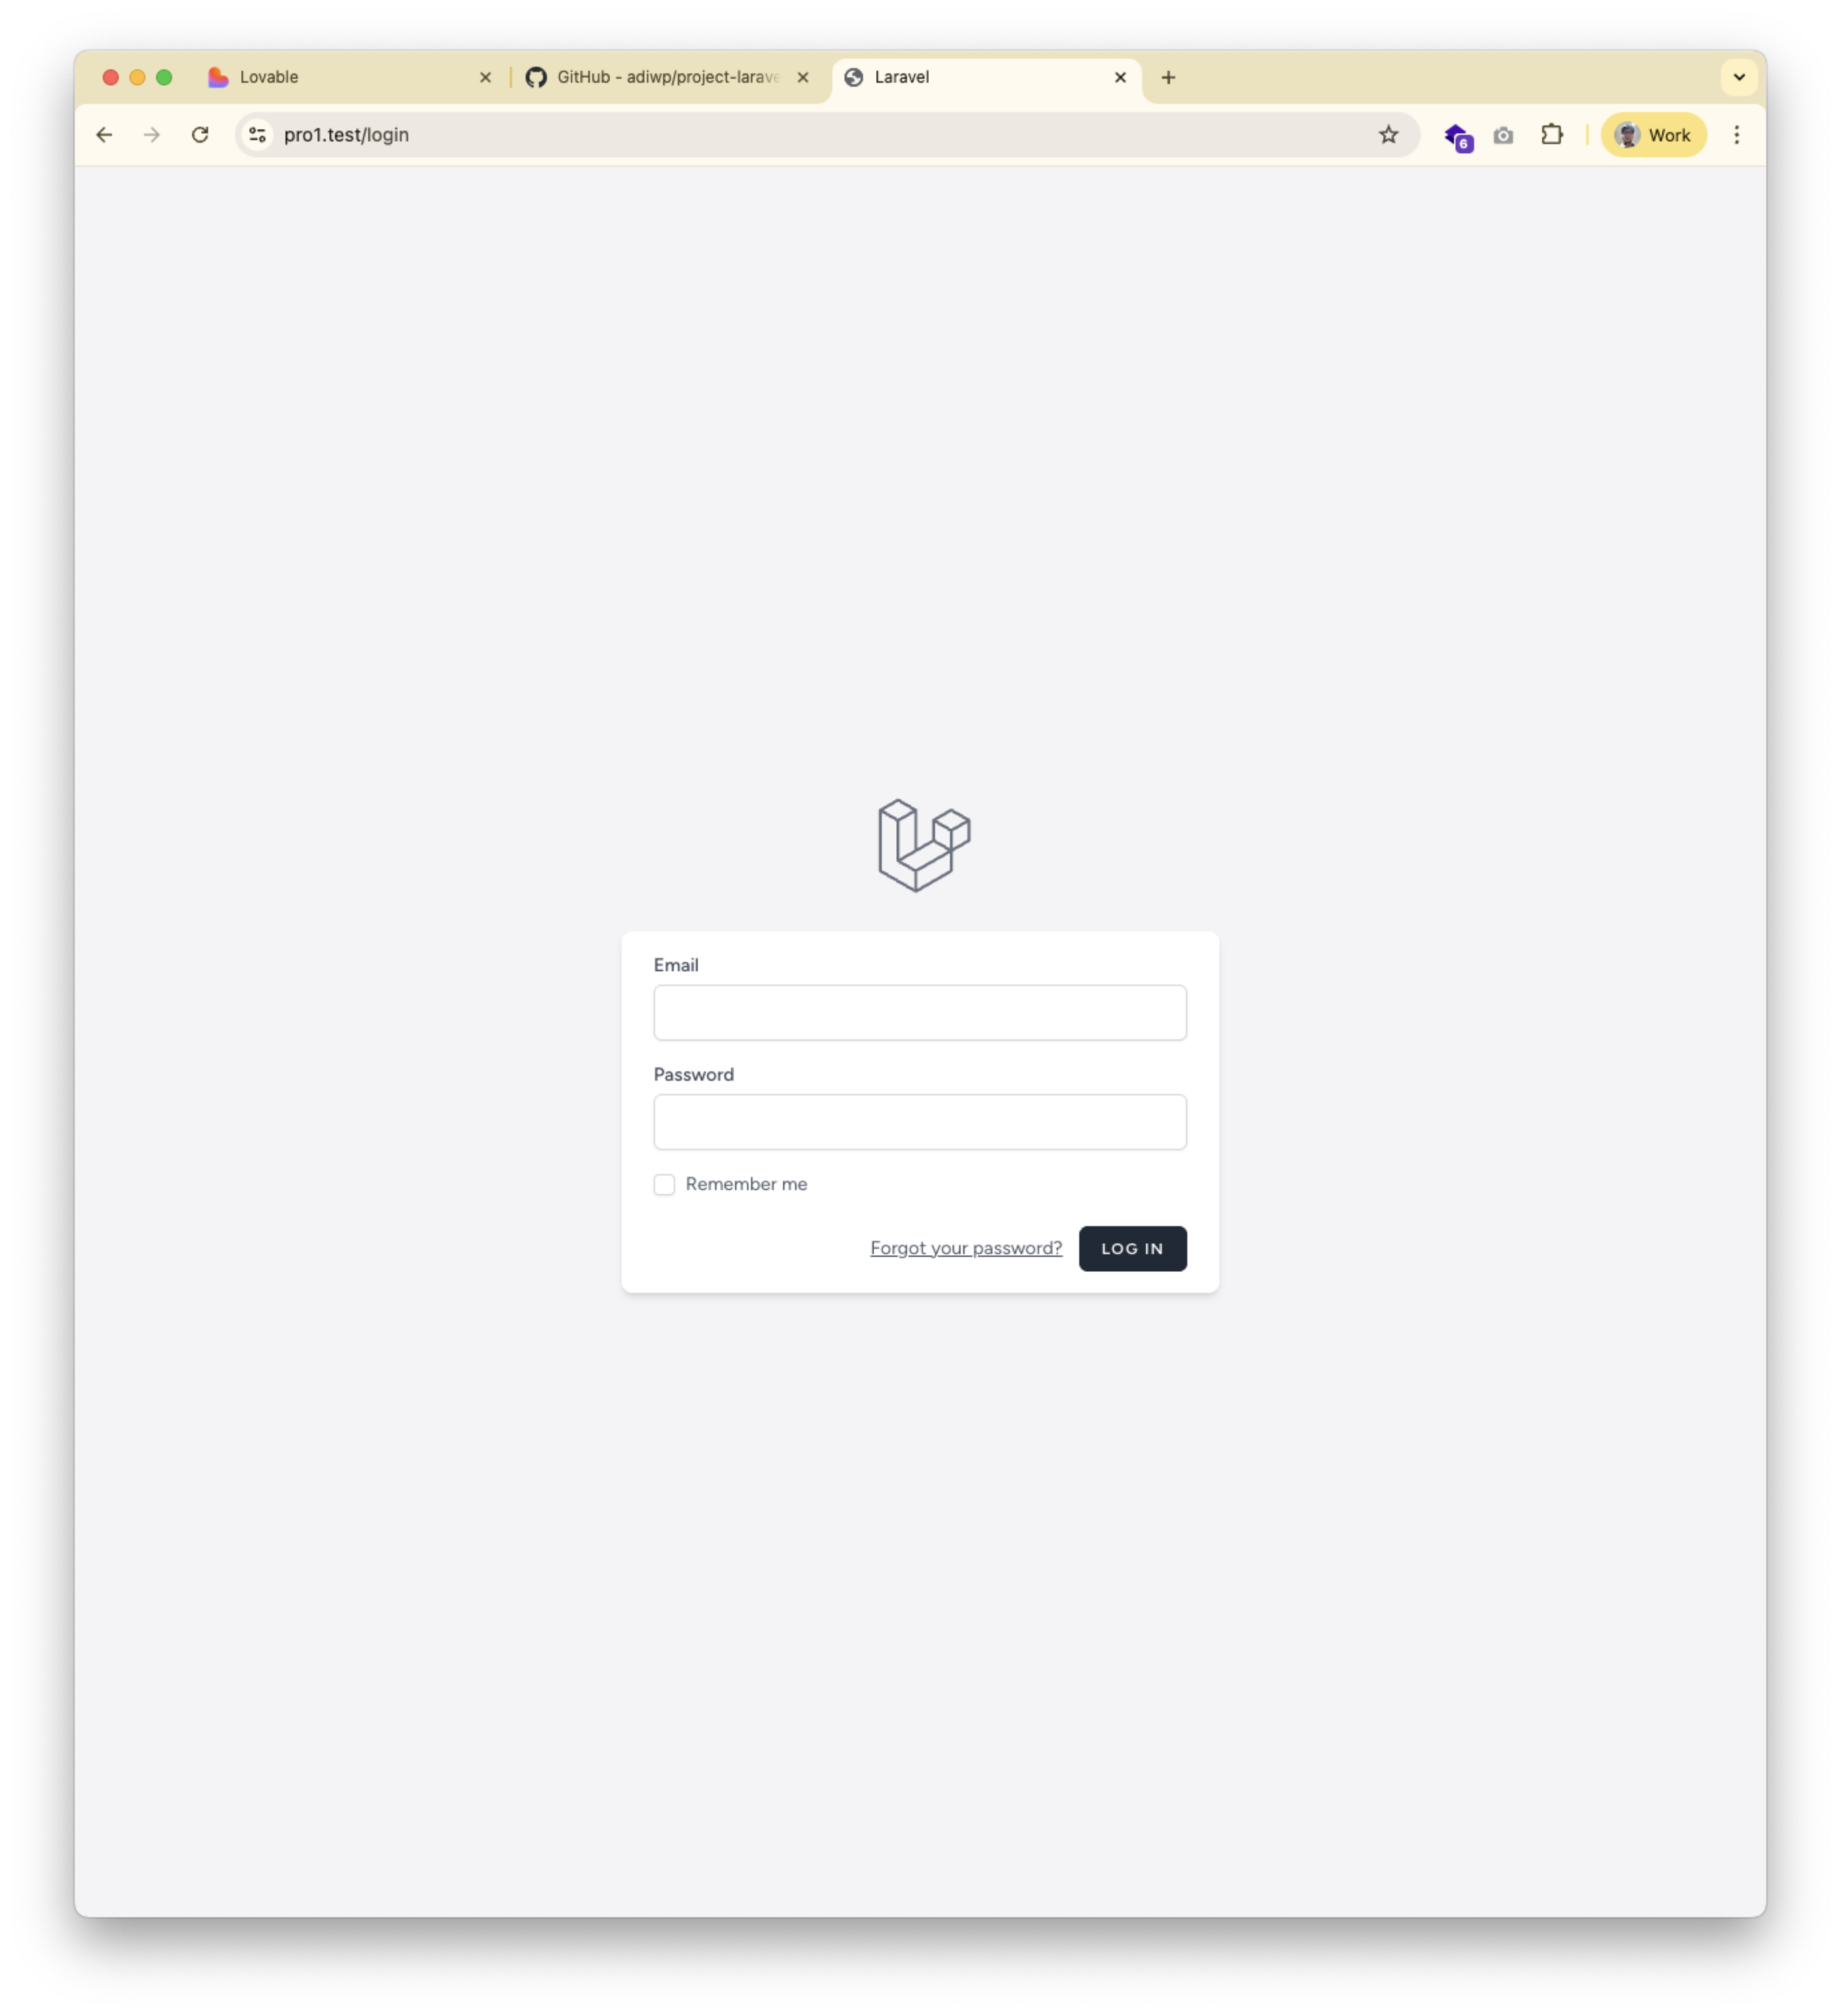 Lovable
GitHub - adiwp/project-larave
Laravel
pro1.test/login
6
Work
Email
Password
Remember me
Forgot your password?
LOG IN